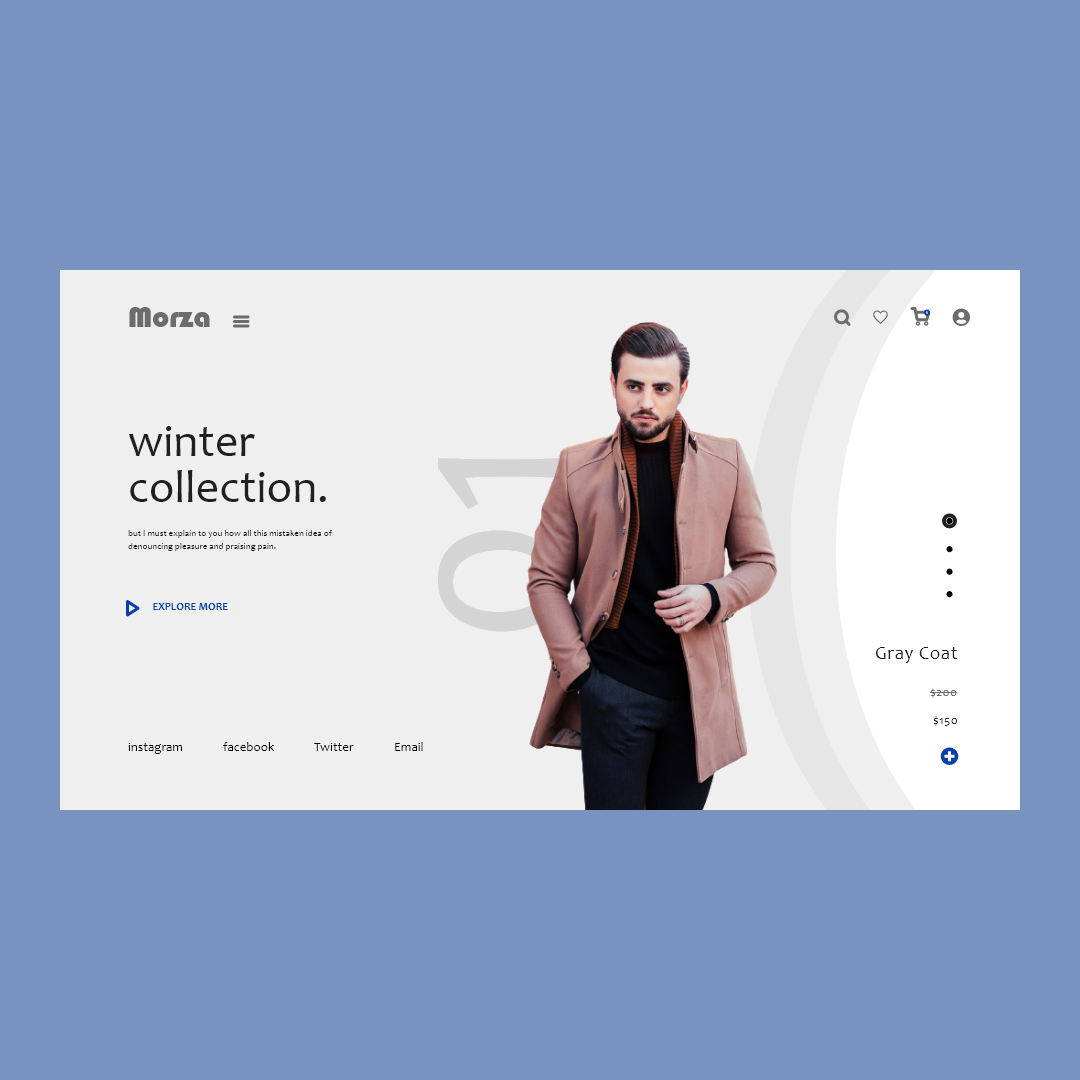 Morza
winter
collection.
but I must explain to you how all this mistaken idea of
denouncing pleasure and praising pain.
EXPLORE MORE
instagram facebook Twitter Email
01
Gray Coat
$200
$150